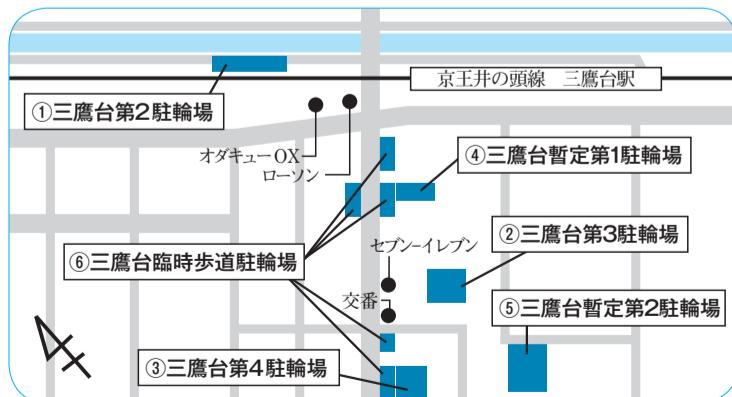 京王井の頭線　三鷹台駅
①三鷹台第2駐輪場
オダキューOX
ローソン
④三鷹台暫定第1駐輪場
②三鷹台第3駐輪場
セブン-イレブン
⑥三鷹台臨時歩道駐輪場
交番
⑤三鷹台暫定第2駐輪場
③三鷹台第4駐輪場